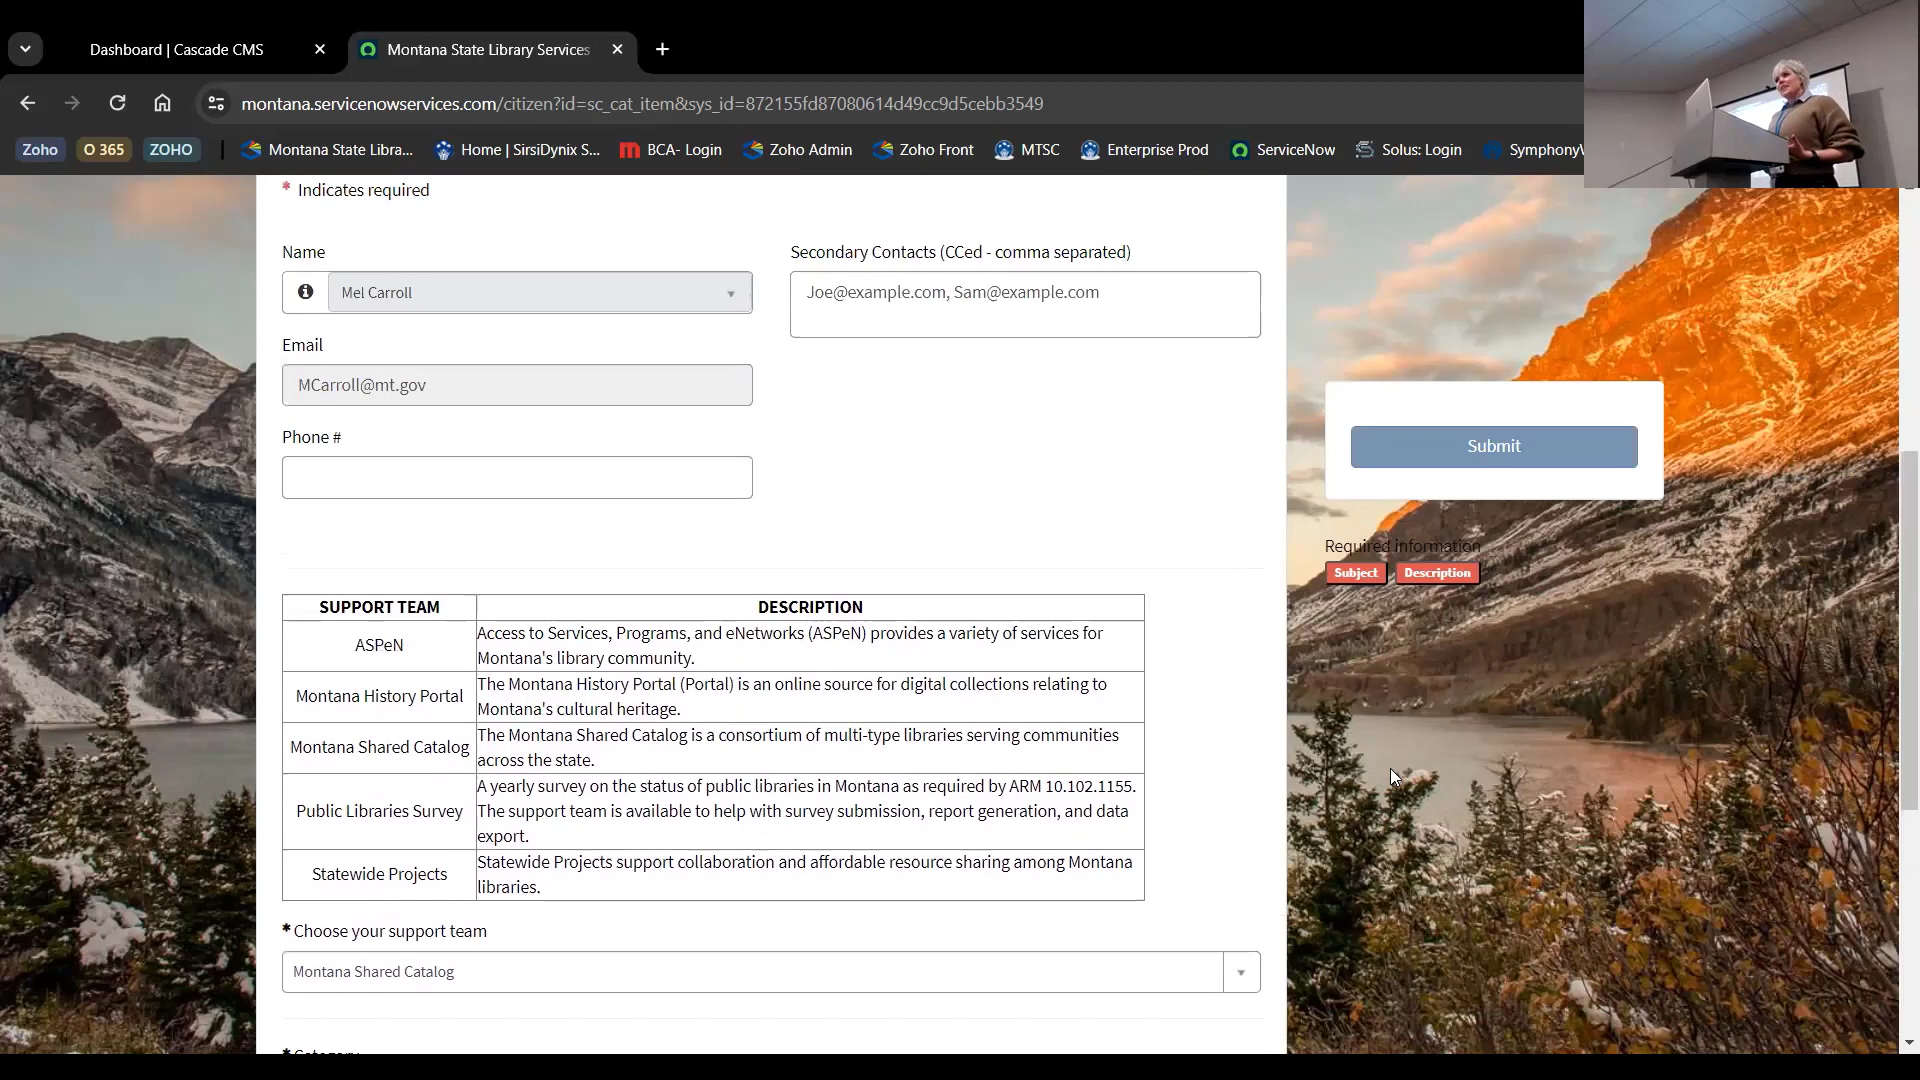 Dashboard | Cascade CMS
Montana State Library Services
montana.servicenowservices.com/citizen?id=sc_cat_item&sys_id=872155fd87080614d49cc9d5cebb3549
Zoho
O 365
ZOHO
Montana State Libra...
Home | SirsiDynix S...
BCA- Login
Zoho Admin
Zoho Front
MTSC
Enterprise Prod
ServiceNow
Solus: Login
SymphonyW
* Indicates required
Name
Mel Carroll
Secondary Contacts (CCed - comma separated)
Joe@example.com, Sam@example.com
Email
MCarroll@mt.gov
Phone #
Submit
Required information
Subject Description
SUPPORT TEAM DESCRIPTION
ASPeN
Access to Services, Programs, and eNetworks (ASPeN) provides a variety of services for
Montana's library community.
Montana History Portal
The Montana History Portal (Portal) is an online source for digital collections relating to
Montana's cultural heritage.
Montana Shared Catalog
The Montana Shared Catalog is a consortium of multi-type libraries serving communities
across the state.
Public Libraries Survey
A yearly survey on the status of public libraries in Montana as required by ARM 10.102.1155.
The support team is available to help with survey submission, report generation, and data
export.
Statewide Projects
Statewide Projects support collaboration and affordable resource sharing among Montana
libraries.
* Choose your support team
Montana Shared Catalog
* Category